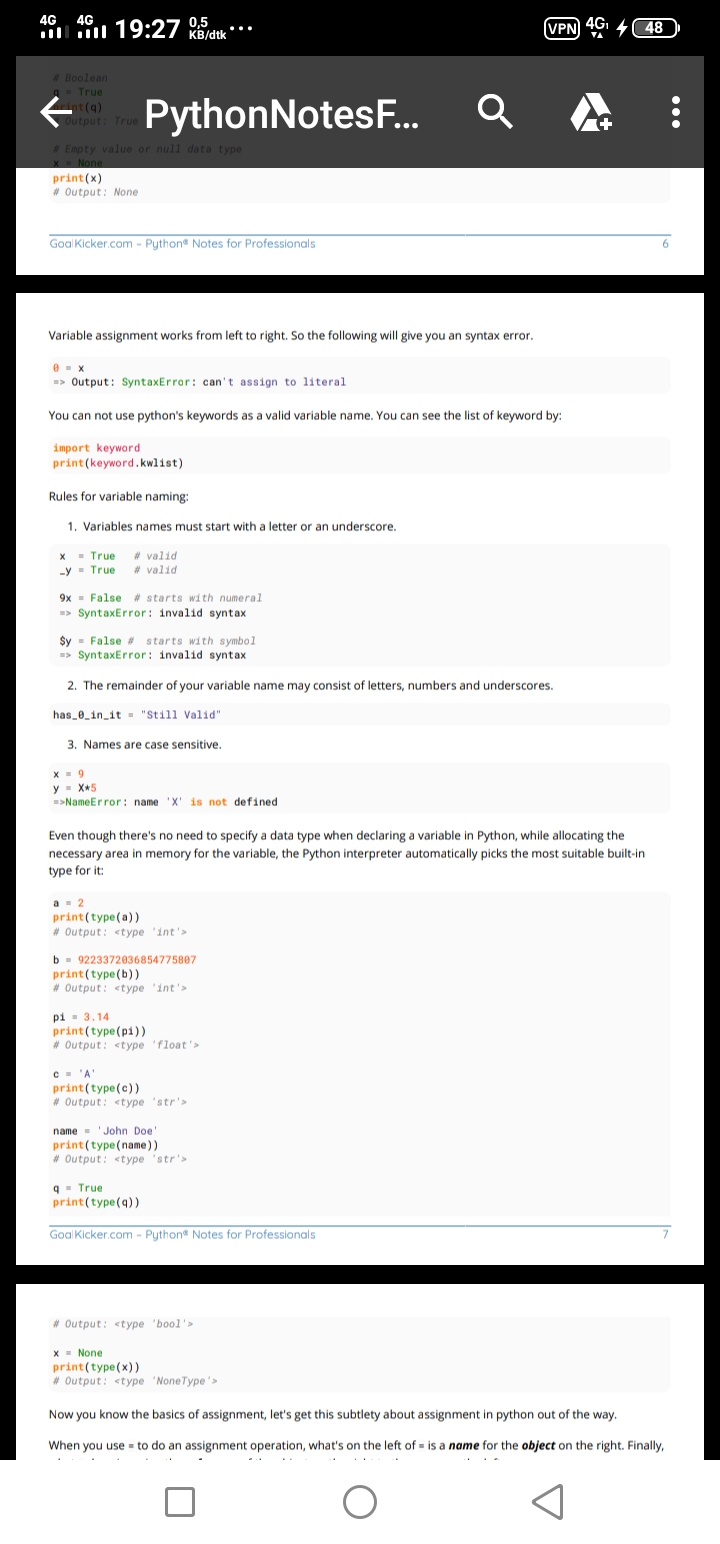 4G 4G 19:27 0,5 KB/dtk ... VPN 4G 48
# Boolean
q = True
print(q)
# Output: True
PythonNotesF...
# Empty value or null data type
x = None
print(x)
# Output: None
GoalKicker.com – Python® Notes for Professionals 6
Variable assignment works from left to right. So the following will give you an syntax error.
0 = x
=> Output: SyntaxError: can't assign to literal
You can not use python's keywords as a valid variable name. You can see the list of keyword by:
import keyword
print(keyword.kwlist)
Rules for variable naming:
1. Variables names must start with a letter or an underscore.
x = True # valid
_y = True # valid
9x = False # starts with numeral
=> SyntaxError: invalid syntax
$y = False # starts with symbol
=> SyntaxError: invalid syntax
2. The remainder of your variable name may consist of letters, numbers and underscores.
has_0_in_it = "Still Valid"
3. Names are case sensitive.
x = 9
y = X*5
=>NameError: name 'X' is not defined
Even though there's no need to specify a data type when declaring a variable in Python, while allocating the
necessary area in memory for the variable, the Python interpreter automatically picks the most suitable built-in
type for it:
a = 2
print(type(a))
# Output: <type 'int'>
b = 9223372036854775807
print(type(b))
# Output: <type 'int'>
pi = 3.14
print(type(pi))
# Output: <type 'float'>
c = 'A'
print(type(c))
# Output: <type 'str'>
name = 'John Doe'
print(type(name))
# Output: <type 'str'>
q = True
print(type(q))
GoalKicker.com – Python® Notes for Professionals 7
# Output: <type 'bool'>
x = None
print(type(x))
# Output: <type 'NoneType'>
Now you know the basics of assignment, let's get this subtlety about assignment in python out of the way.
When you use = to do an assignment operation, what's on the left of = is a name for the object on the right. Finally,